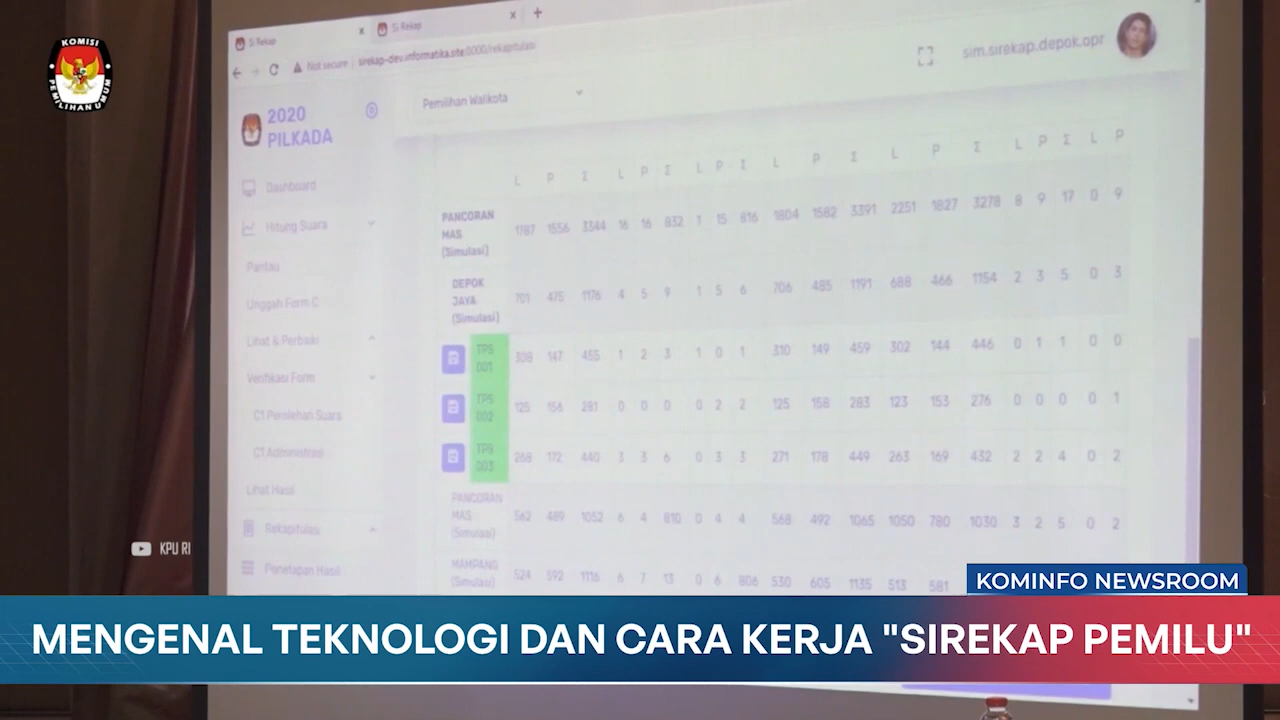 KOMISI
PEMILIHAN UMUM
Si Rekap
Si Rekap
Not secure
sirekap-dev.informatika.site:8000/rekapitulasi
sim.sirekap.depok.opr
2020
PILKADA
Pemilihan Walikota
Dashboard
Hitung Suara
Pantau
Unggah Form C
Lihat & Perbaiki
Verifikasi Form
C1 Perolehan Suara
C1 Administrasi
Lihat Hasil
Rekapitulasi
Penetapan Hasil
L P Σ L P Σ L P Σ L P Σ L P Σ L P Σ L P
PANCORAN
MAS
(Simulasi)
1787 1556 3344 16 16 832 1 15 816 1804 1582 3391 2251 1827 3278 8 9 17 0 9
DEPOK
JAYA
(Simulasi)
701 475 1176 4 5 9 1 5 6 706 485 1191 688 466 1154 2 3 5 0 3
TPS
001
308 147 455 1 2 3 1 0 1 310 149 459 302 144 446 0 1 1 0 0
TPS
002
125 156 281 0 0 0 0 2 2 125 158 283 123 153 276 0 0 0 0 1
TPS
003
268 172 440 3 3 6 0 3 3 271 178 449 263 169 432 2 2 4 0 2
PANCORAN
MAS
(Simulasi)
562 489 1052 6 4 810 0 4 4 568 492 1065 1050 780 1030 3 2 5 0 2
MAMPANG
(Simulasi)
524 592 1116 6 7 13 0 6 806 530 605 1135 513 581
KPU RI
KOMINFO NEWSROOM
MENGENAL TEKNOLOGI DAN CARA KERJA "SIREKAP PEMILU"